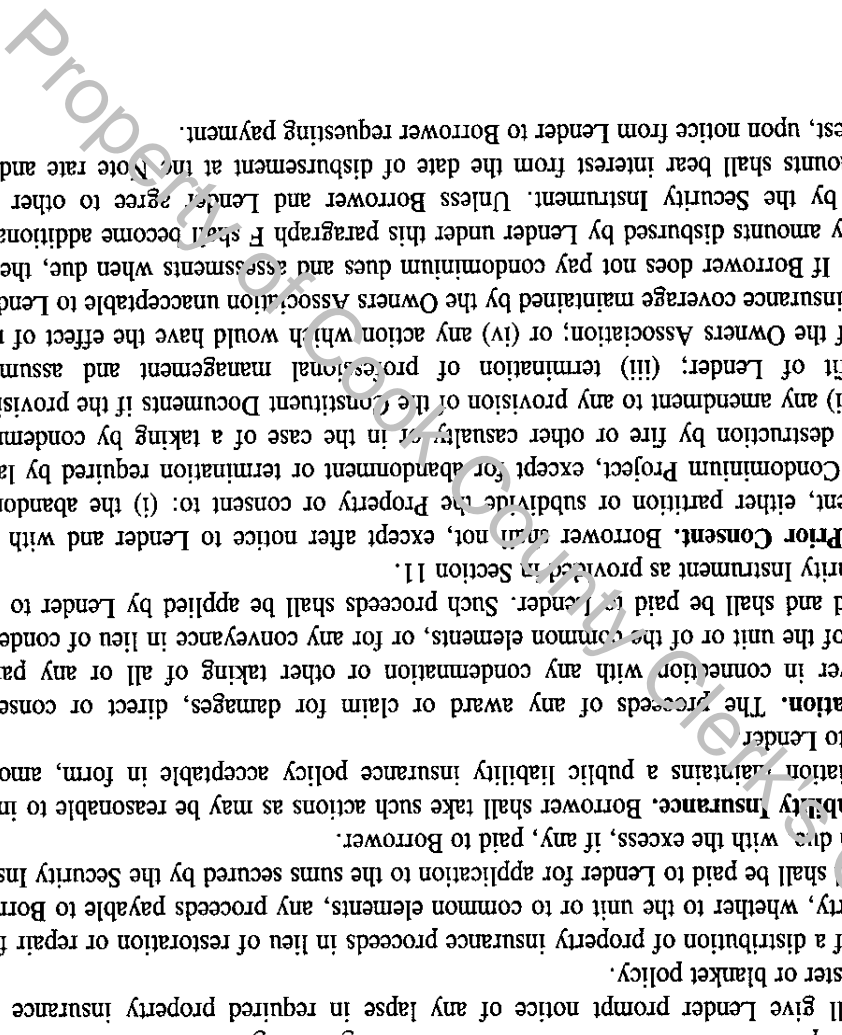 ll give Lender prompt notice of any lapse in required property insurance
ster or blanket policy.
f a distribution of property insurance proceeds in lieu of restoration or repair f
rty, whether to the unit or to common elements, any proceeds payable to Borr
shall be paid to Lender for application to the sums secured by the Security Ins
due, with the excess, if any, paid to Borrower.
ability Insurance. Borrower shall take such actions as may be reasonable to in
iation maintains a public liability insurance policy acceptable in form, amo
to Lender
ation. The proceeds of any award or claim for damages, direct or conse
er in connection with any condemnation or other taking of all or any pa
of the unit or of the common elements, or for any conveyance in lieu of conde
d and shall be paid to Lender. Such proceeds shall be applied by Lender to
urity Instrument as provided in Section 11.
Prior Consent. Borrower shall not, except after notice to Lender and with
ent, either partition or subdivide the Property or consent to: (i) the abandon
Condominium Project, except for abandonment or termination required by la
destruction by fire or other casualty or in the case of a taking by condem
i) any amendment to any provision of the Constituent Documents if the provisi
fit of Lender; (iii) termination of professional management and assum
f the Owners Association; or (iv) any action which would have the effect of r
insurance coverage maintained by the Owners Association unacceptable to Lend
If Borrower does not pay condominium dues and assessments when due, the
y amounts disbursed by Lender under this paragraph F shall become additiona
by the Security Instrument. Unless Borrower and Lender agree to other
ounts shall bear interest from the date of disbursement at the Note rate and
est, upon notice from Lender to Borrower requesting payment.
Property of Cook County Clerk's